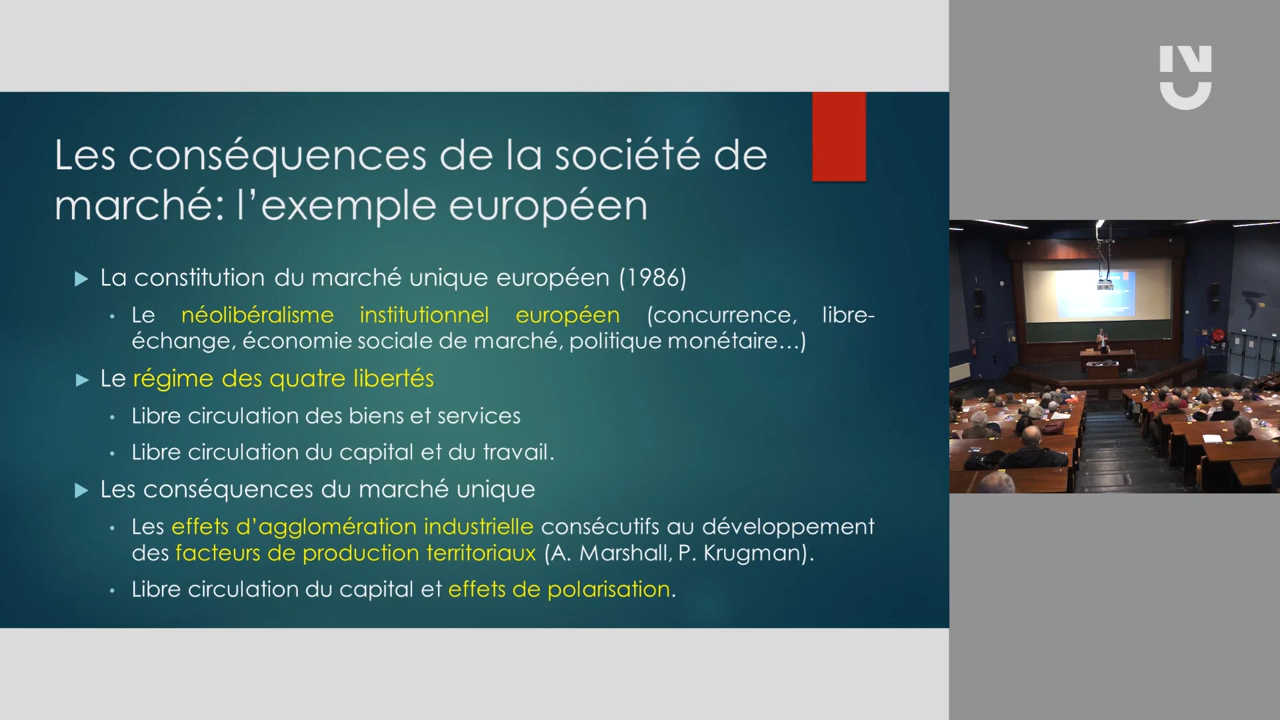 Les conséquences de la société de
marché: l’exemple européen
La constitution du marché unique européen (1986)
Le néolibéralisme institutionnel européen (concurrence, libre-
échange, économie sociale de marché, politique monétaire…)
Le régime des quatre libertés
Libre circulation des biens et services
Libre circulation du capital et du travail.
Les conséquences du marché unique
Les effets d’agglomération industrielle consécutifs au développement
des facteurs de production territoriaux (A. Marshall, P. Krugman).
Libre circulation du capital et effets de polarisation.